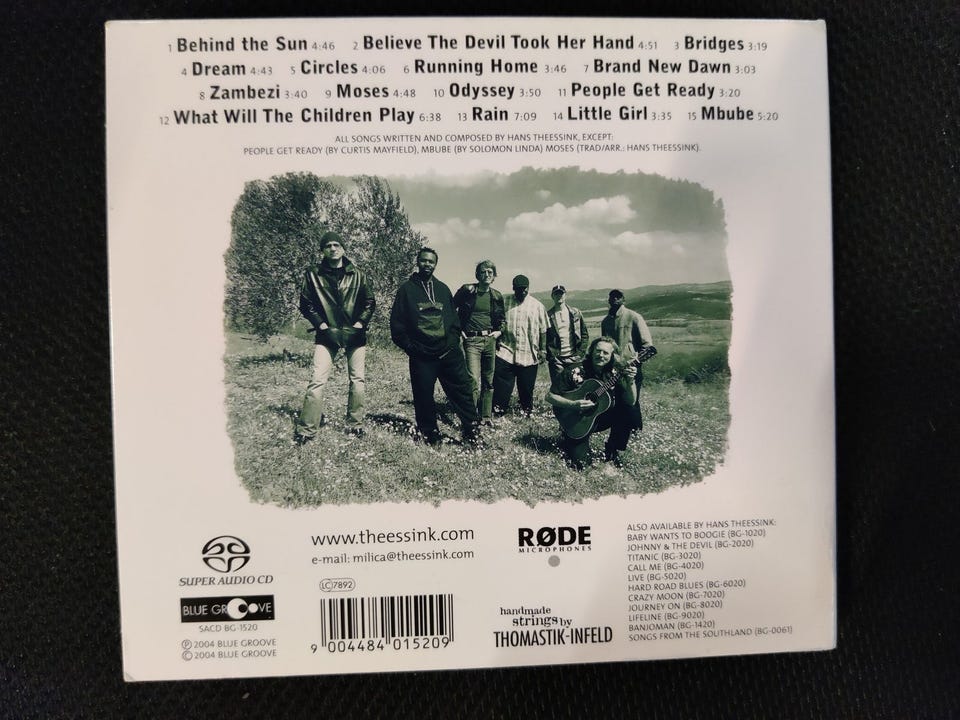 1 Behind the Sun 4:46 2 Believe The Devil Took Her Hand 4:51 3 Bridges 3:19
4 Dream 4:43 5 Circles 4:06 6 Running Home 3:46 7 Brand New Dawn 3:03
8 Zambezi 3:40 9 Moses 4:48 10 Odyssey 3:50 11 People Get Ready 3:20
12 What Will The Children Play 6:38 13 Rain 7:09 14 Little Girl 3:35 15 Mbube 5:20
ALL SONGS WRITTEN AND COMPOSED BY HANS THEESSINK, EXCEPT:
PEOPLE GET READY (BY CURTIS MAYFIELD), MBUBE (BY SOLOMON LINDA) MOSES (TRAD/ARR.: HANS THEESSINK).
SUPER AUDIO CD
BLUE GROOVE
SACD BG-1520
℗ 2004 BLUE GROOVE
© 2004 BLUE GROOVE
www.theessink.com
e-mail: milica@theessink.com
LC 7892
9 004484 015209
RØDE
MICROPHONES
handmade
strings by
THOMASTIK-INFELD
ALSO AVAILABLE BY HANS THEESSINK:
BABY WANTS TO BOOGIE (BG-1020)
JOHNNY & THE DEVIL (BG-2020)
TITANIC (BG-3020)
CALL ME (BG-4020)
LIVE (BG-5020)
HARD ROAD BLUES (BG-6020)
CRAZY MOON (BG-7020)
JOURNEY ON (BG-8020)
LIFELINE (BG-9020)
BANJOMAN (BG-1420)
SONGS FROM THE SOUTHLAND (BG-0061)